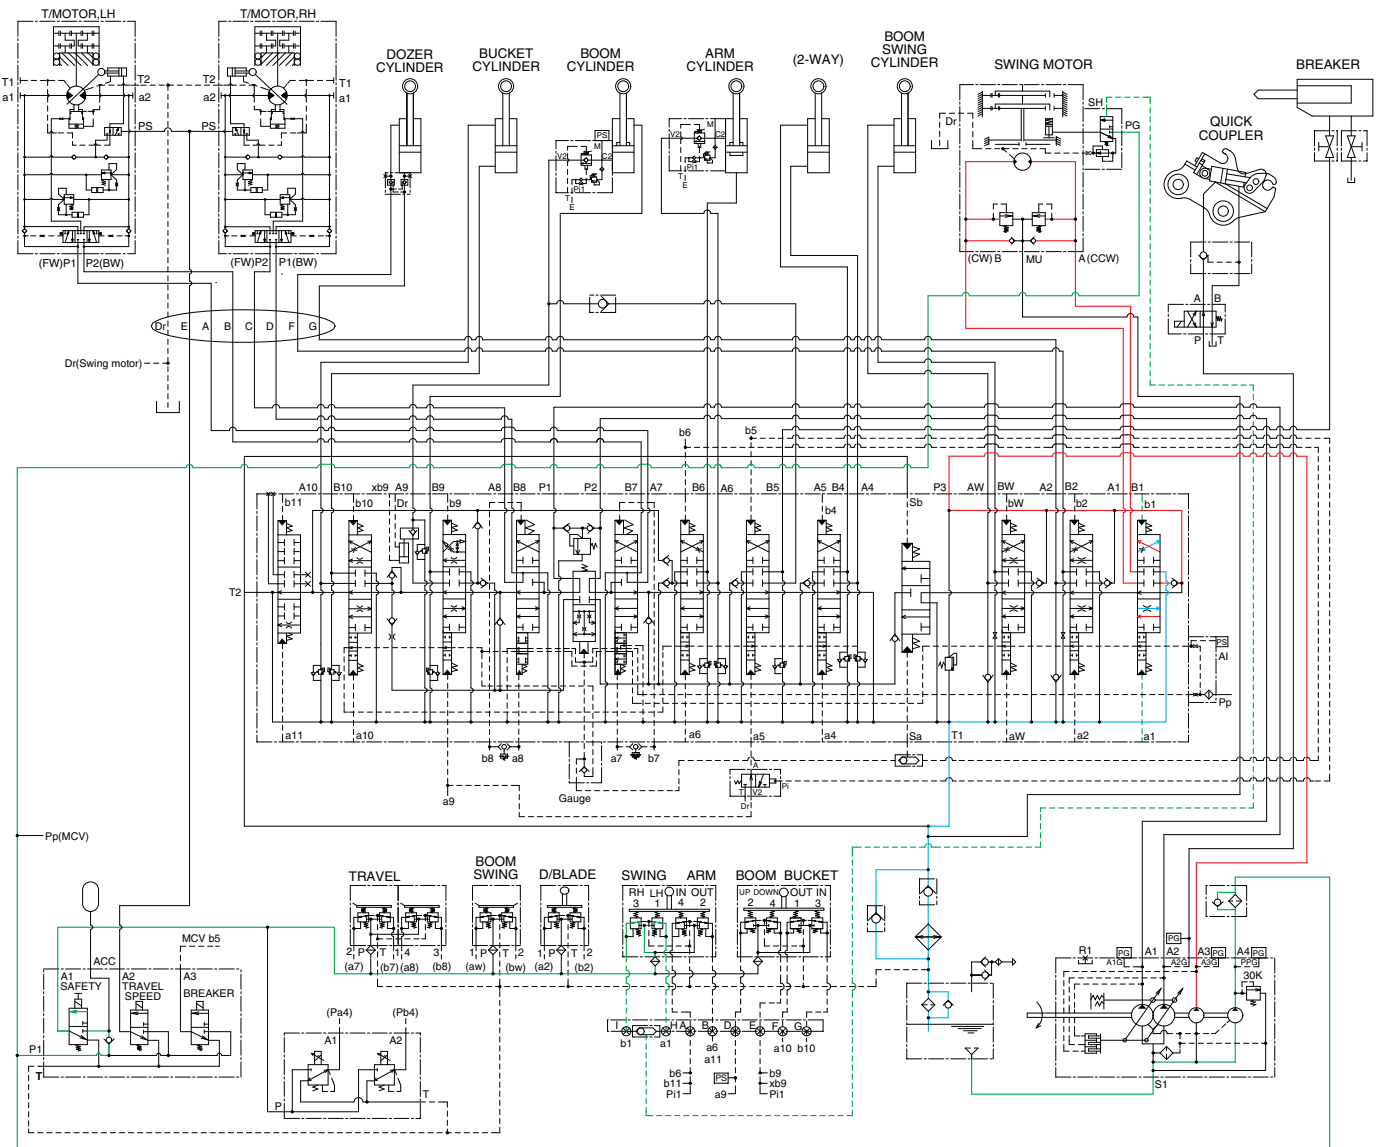 T/MOTOR,LH
T/MOTOR,RH
DOZER
CYLINDER
BUCKET
CYLINDER
BOOM
CYLINDER
ARM
CYLINDER
(2-WAY)
BOOM
SWING
CYLINDER
SWING MOTOR
BREAKER
QUICK
COUPLER
T1
a1
T2
a2
PS
T2
a2
PS
T1
a1
PS
M
V2
C2
Pi1
T
E
M
V2
C2
Pi1
T
E
Dr
SH
PG
(FW)P1
P2(BW)
(FW)P2
P1(BW)
(CW) B
MU
A (CCW)
A B
P T
Dr E A B C D F G
Dr(Swing motor)
b6
b5
A10 B10 xb9 A9 B9 A8 B8 P1 P2 B7 A7 B6 A6 B5 A5 B4 A4 P3 AW BW A2 B2 A1 B1
b11 b10 Dr b9 b4 Sb bW b2 b1
T2
PS
AI
Pp
a11 a10 a6 a5 a4 Sa T1 aW a2 a1
b8 a8 a7 b7
A
T V2
Pi
Dr
Gauge
a9
Pp(MCV)
TRAVEL
BOOM
SWING
D/BLADE
SWING ARM
BOOM BUCKET
RH LH IN OUT
3 1 4 2
UP DOWN OUT IN
2 4 1 3
2 P T 1 4 3
(a7) (b7) (a8) (b8)
1 P T 2
(aw) (bw)
1 P T 2
(a2) (b2)
MCV b5
ACC
A1
SAFETY
A2
TRAVEL
SPEED
A3
BREAKER
P1
T
(Pa4) (Pb4)
A1 A2
P
T
I H A B D E F G
b1 a1 a6 a10 b10
a11
b6
b11
Pi1
PS
a9
b9
xb9
Pi1
PG
R1 PG A1 A2 A3 PG A4 PG
A1G A2G A3G PPG
30K
S1